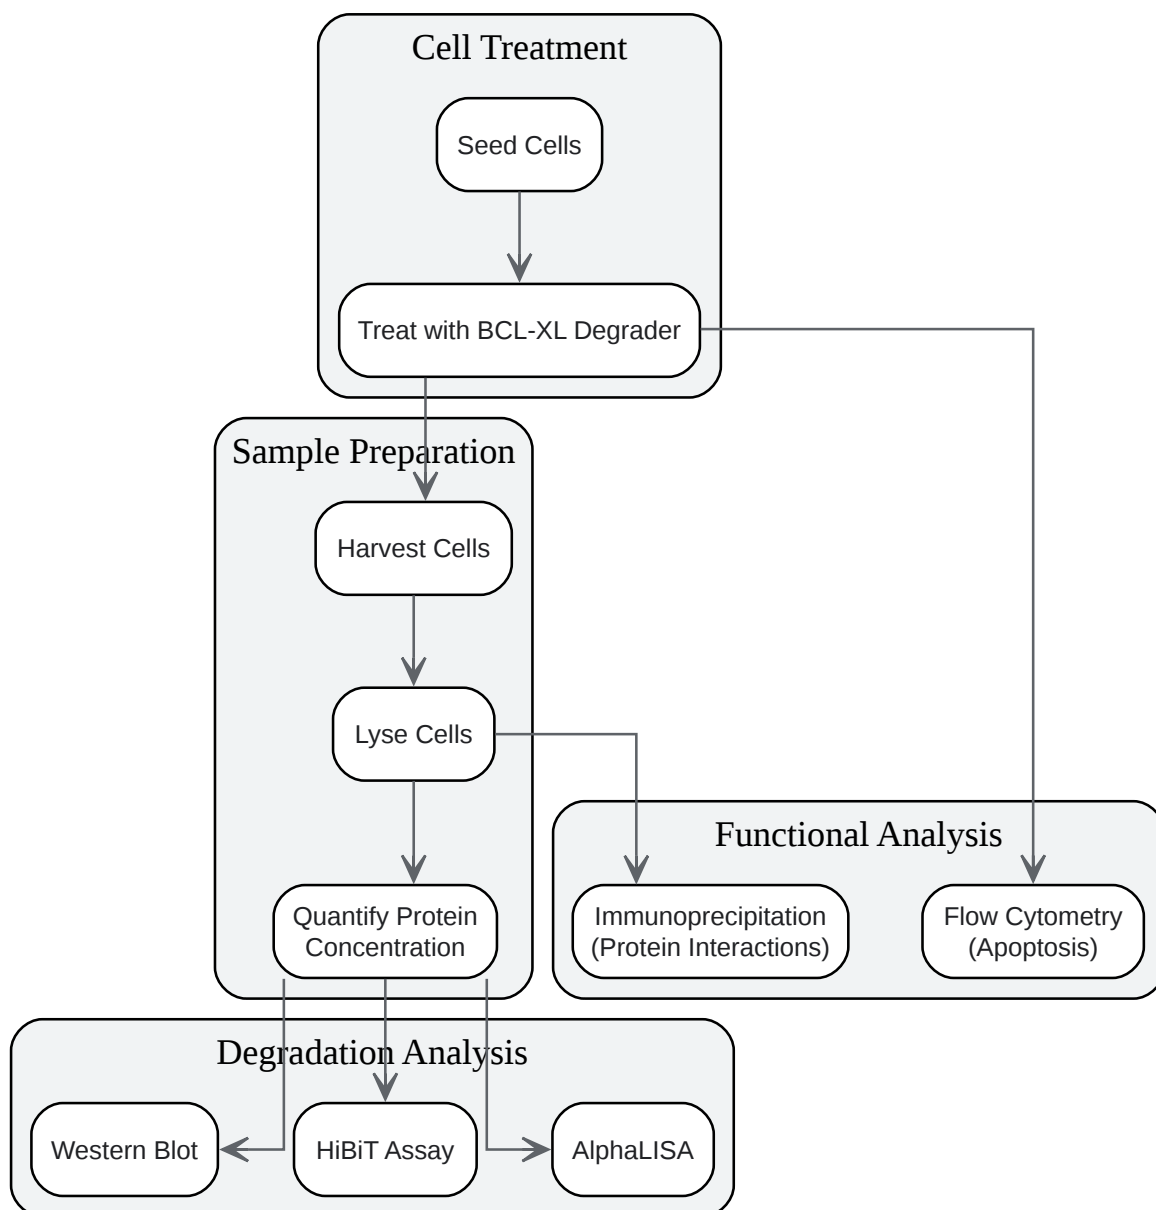 Cell Treatment
Seed Cells
Treat with BCL-XL Degrader
Sample Preparation
Harvest Cells
Lyse Cells
Functional Analysis
Quantify Protein
Concentration
Immunoprecipitation
(Protein Interactions)
Flow Cytometry
(Apoptosis)
Degradation Analysis
Western Blot
HiBiT Assay
AlphaLISA